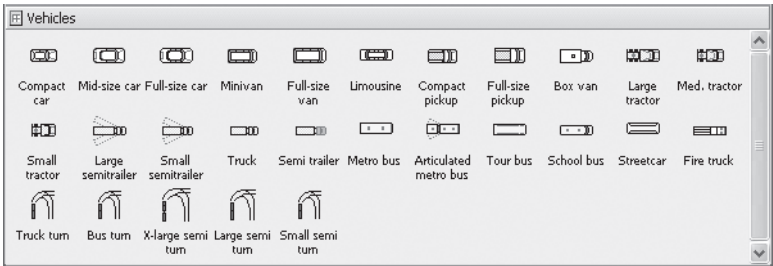 Vehicles
Compact car
Mid-size car
Full-size car
Minivan
Full-size van
Limousine
Compact pickup
Full-size pickup
Box van
Large tractor
Med. tractor
Small tractor
Large semitrailer
Small semitrailer
Truck
Semi trailer
Metro bus
Articulated metro bus
Tour bus
School bus
Streetcar
Fire truck
Truck turn
Bus turn
X-large semi turn
Large semi turn
Small semi turn